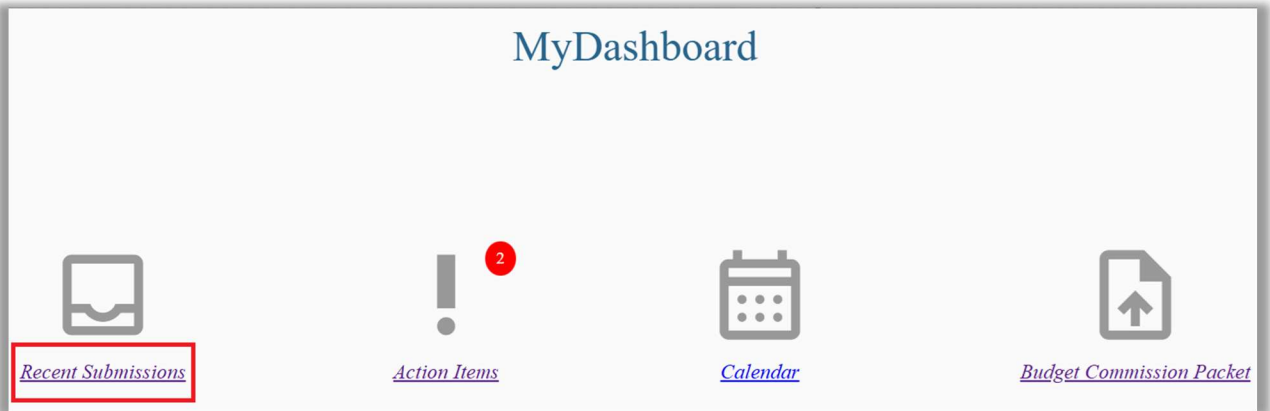 MyDashboard
2
Recent Submissions
Action Items
Calendar
Budget Commission Packet